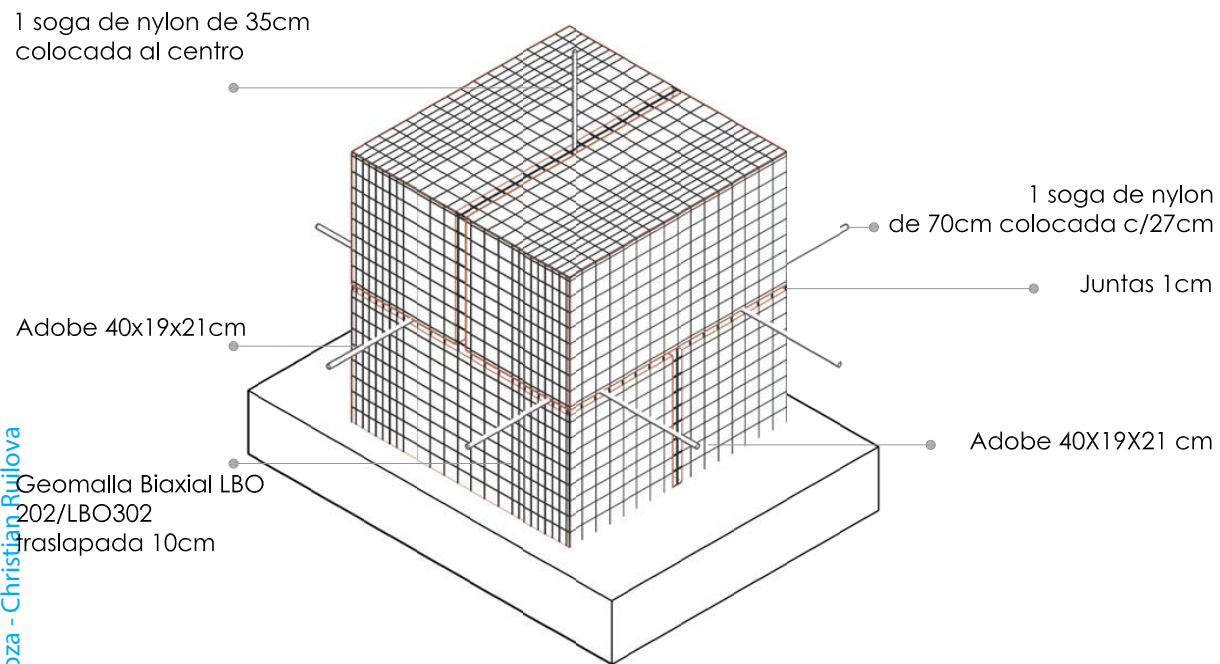 1 soga de nylon de 35cm
colocada al centro
1 soga de nylon
de 70cm colocada c/27cm
Juntas 1cm
Adobe 40x19x21cm
Adobe 40X19X21 cm
Geomalla Biaxial LBO
202/LBO302
traslapada 10cm
oza - Christian Ruilova